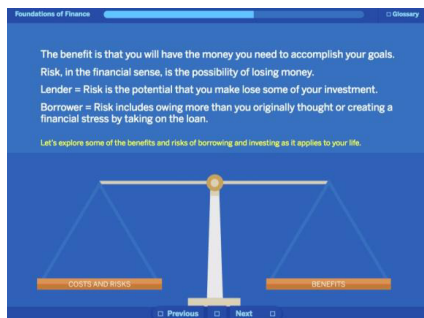 Foundations of Finance
Glossary
The benefit is that you will have the money you need to accomplish your goals.
Risk, in the financial sense, is the possibility of losing money.
Lender = Risk is the potential that you make lose some of your investment.
Borrower = Risk includes owing more than you originally thought or creating a
financial stress by taking on the loan.
Let's explore some of the benefits and risks of borrowing and investing as it applies to your life.
COSTS AND RISKS
BENEFITS
Previous
Next